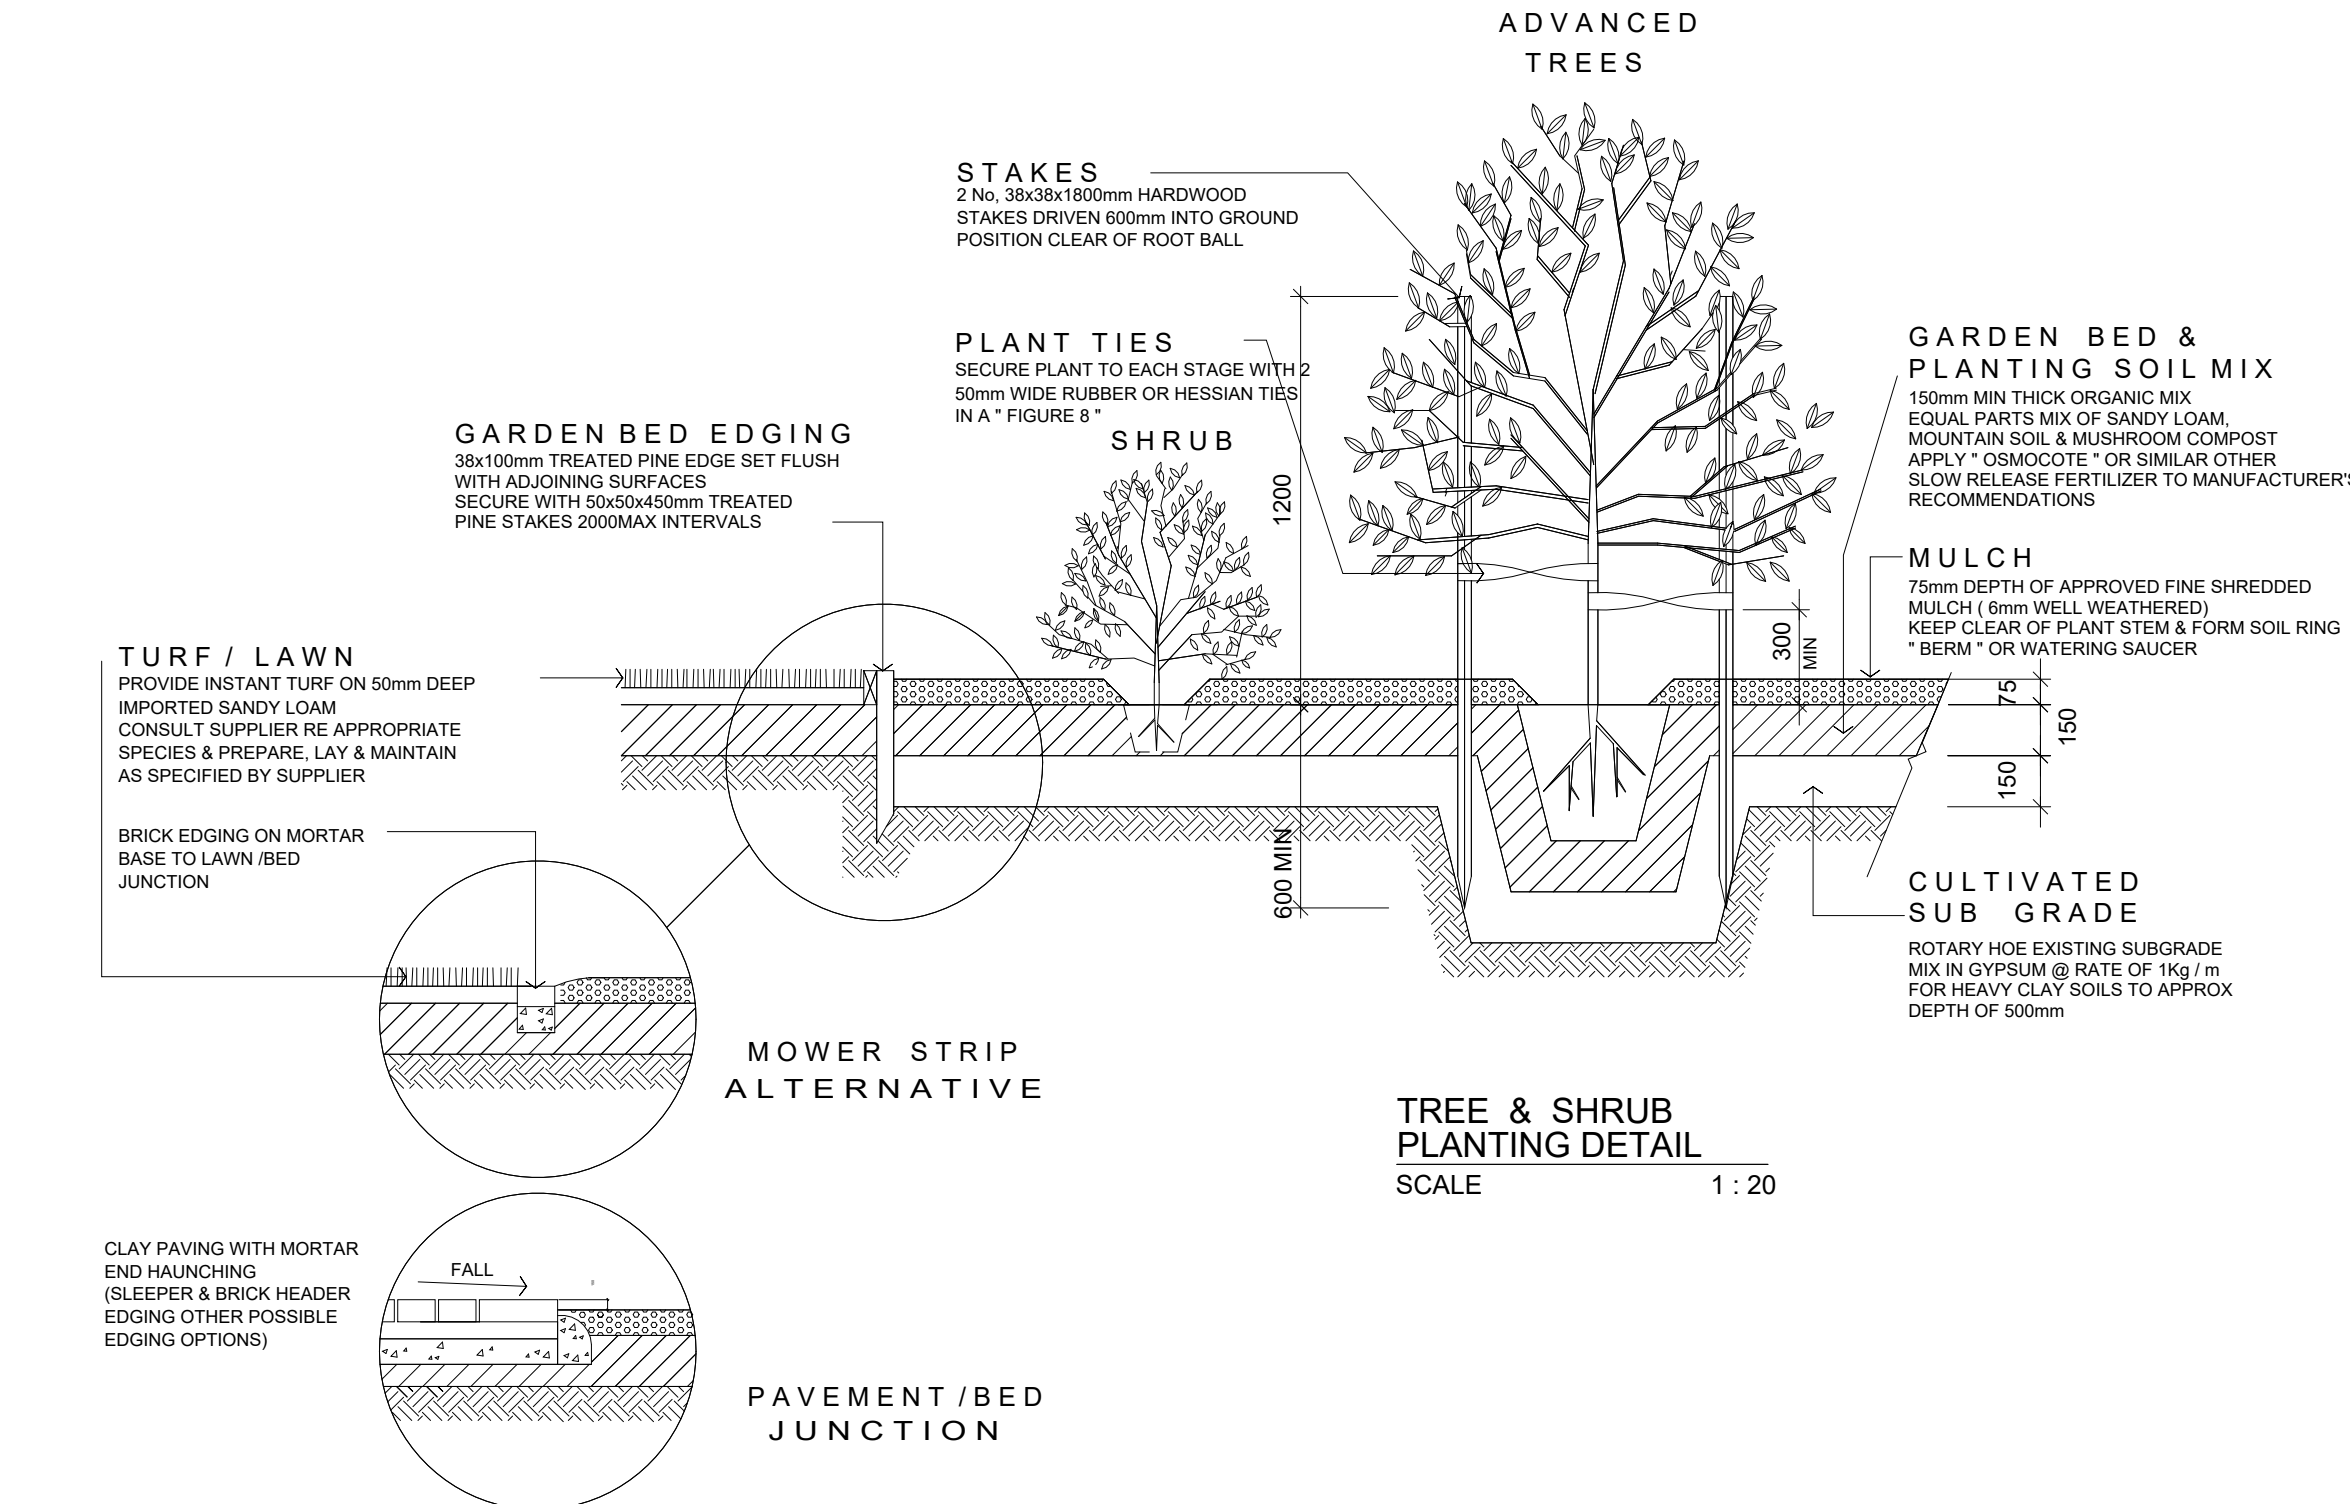 ADVANCED
TREES
STAKES
2 No, 38x38x1800mm HARDWOOD
STAKES DRIVEN 600mm INTO GROUND
POSITION CLEAR OF ROOT BALL
PLANT TIES
SECURE PLANT TO EACH STAGE WITH 2
50mm WIDE RUBBER OR HESSIAN TIES
IN A " FIGURE 8 "
SHRUB
GARDEN BED EDGING
38x100mm TREATED PINE EDGE SET FLUSH
WITH ADJOINING SURFACES
SECURE WITH 50x50x450mm TREATED
PINE STAKES 2000MAX INTERVALS
GARDEN BED &
PLANTING SOIL MIX
150mm MIN THICK ORGANIC MIX
EQUAL PARTS MIX OF SANDY LOAM,
MOUNTAIN SOIL & MUSHROOM COMPOST
APPLY " OSMOCOTE " OR SIMILAR OTHER
SLOW RELEASE FERTILIZER TO MANUFACTURER'S
RECOMMENDATIONS
MULCH
75mm DEPTH OF APPROVED FINE SHREDDED
MULCH ( 6mm WELL WEATHERED)
KEEP CLEAR OF PLANT STEM & FORM SOIL RING
" BERM " OR WATERING SAUCER
1200
600 MIN
300
MIN
75
150
150
TURF / LAWN
PROVIDE INSTANT TURF ON 50mm DEEP
IMPORTED SANDY LOAM
CONSULT SUPPLIER RE APPROPRIATE
SPECIES & PREPARE, LAY & MAINTAIN
AS SPECIFIED BY SUPPLIER
BRICK EDGING ON MORTAR
BASE TO LAWN /BED
JUNCTION
CULTIVATED
SUB GRADE
ROTARY HOE EXISTING SUBGRADE
MIX IN GYPSUM @ RATE OF 1Kg / m
FOR HEAVY CLAY SOILS TO APPROX
DEPTH OF 500mm
MOWER STRIP
ALTERNATIVE
TREE & SHRUB
PLANTING DETAIL
SCALE 1 : 20
CLAY PAVING WITH MORTAR
END HAUNCHING
(SLEEPER & BRICK HEADER
EDGING OTHER POSSIBLE
EDGING OPTIONS)
FALL
PAVEMENT /BED
JUNCTION